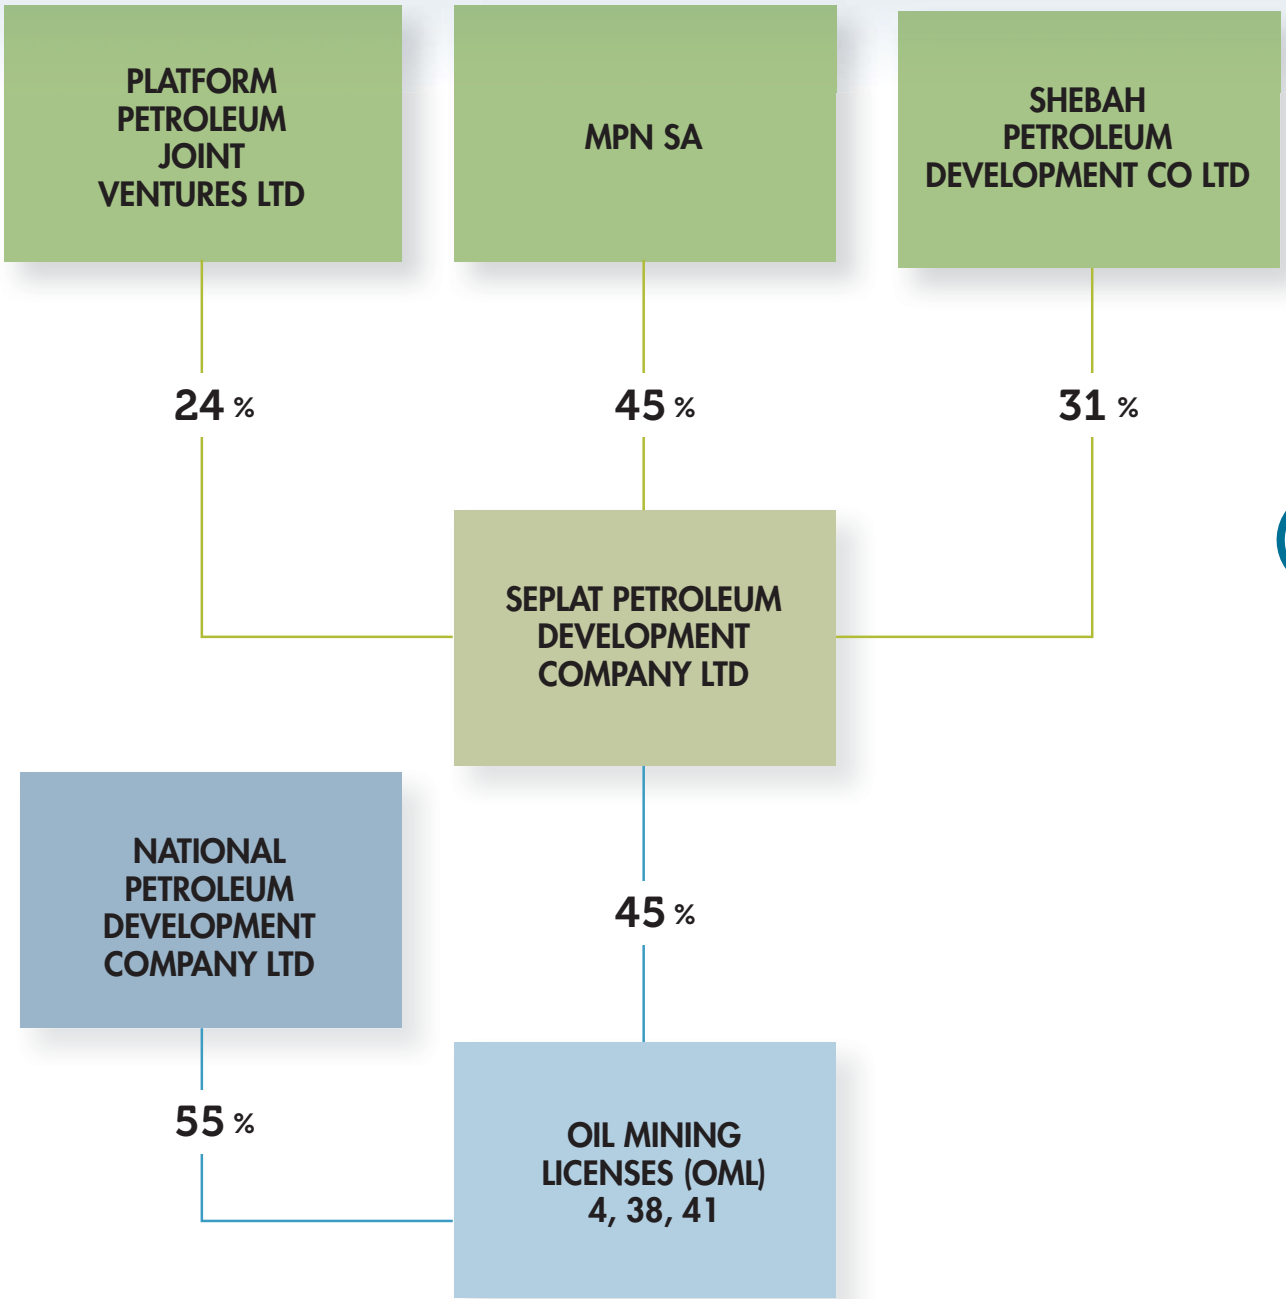 PLATFORM
PETROLEUM
JOINT
VENTURES LTD
MPN SA
SHEBAH
PETROLEUM
DEVELOPMENT CO LTD
24 %
45 %
31 %
SEPLAT PETROLEUM
DEVELOPMENT
COMPANY LTD
NATIONAL
PETROLEUM
DEVELOPMENT
COMPANY LTD
45 %
55 %
OIL MINING
LICENSES (OML)
4, 38, 41